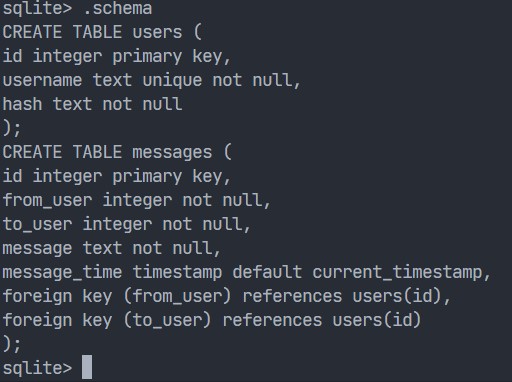 sqlite> .schema
CREATE TABLE users (
id integer primary key,
username text unique not null,
hash text not null
);
CREATE TABLE messages (
id integer primary key,
from_user integer not null,
to_user integer not null,
message text not null,
message_time timestamp default current_timestamp,
foreign key (from_user) references users(id),
foreign key (to_user) references users(id)
);
sqlite>